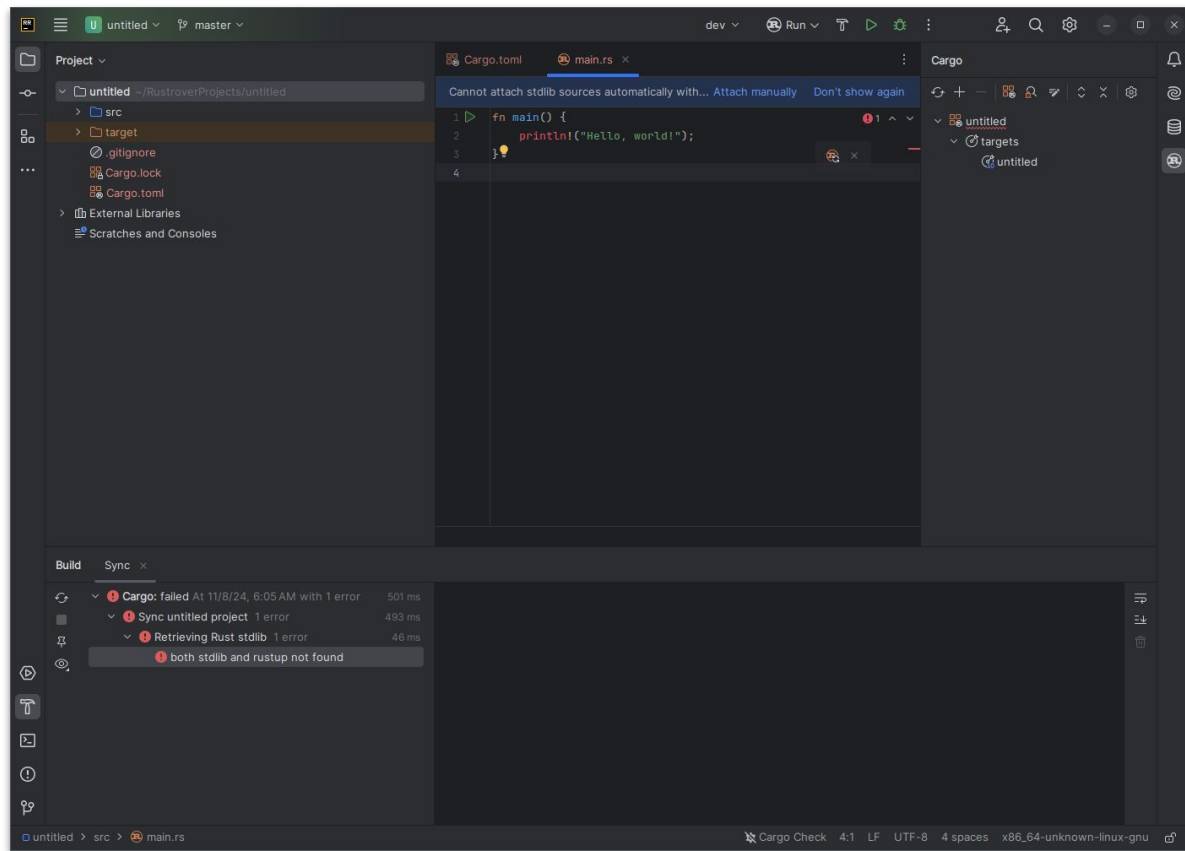 RR
U untitled
master
dev
Run
Project
untitled ~/RustroverProjects/untitled
src
target
.gitignore
Cargo.lock
Cargo.toml
External Libraries
Scratches and Consoles
Cargo.toml
main.rs
Cannot attach stdlib sources automatically with... Attach manually Don't show again
1 fn main() {
2 println!("Hello, world!");
3 }
4
1
Cargo
untitled
targets
untitled
Build Sync
Cargo: failed At 11/8/24, 6:05 AM with 1 error 501 ms
Sync untitled project 1 error 493 ms
Retrieving Rust stdlib 1 error 46 ms
both stdlib and rustup not found
untitled > src > main.rs
Cargo Check 4:1 LF UTF-8 4 spaces x86_64-unknown-linux-gnu